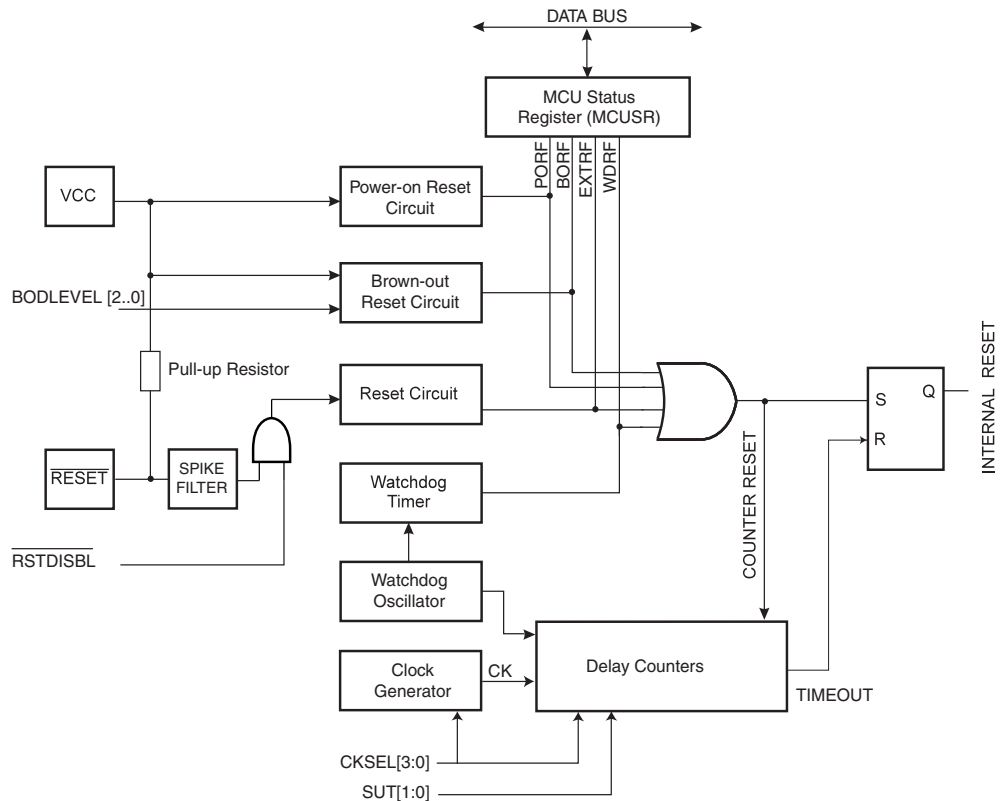 DATA BUS
MCU Status
Register (MCUSR)
PORF
BORF
EXTRF
WDRF
VCC
Power-on Reset
Circuit
Brown-out
Reset Circuit
BODLEVEL [2..0]
Pull-up Resistor
Reset Circuit
RESET
SPIKE
FILTER
RSTDISBL
Watchdog
Timer
Watchdog
Oscillator
Clock
Generator
CK
Delay Counters
CKSEL[3:0]
SUT[1:0]
COUNTER RESET
TIMEOUT
S
R
Q
INTERNAL RESET